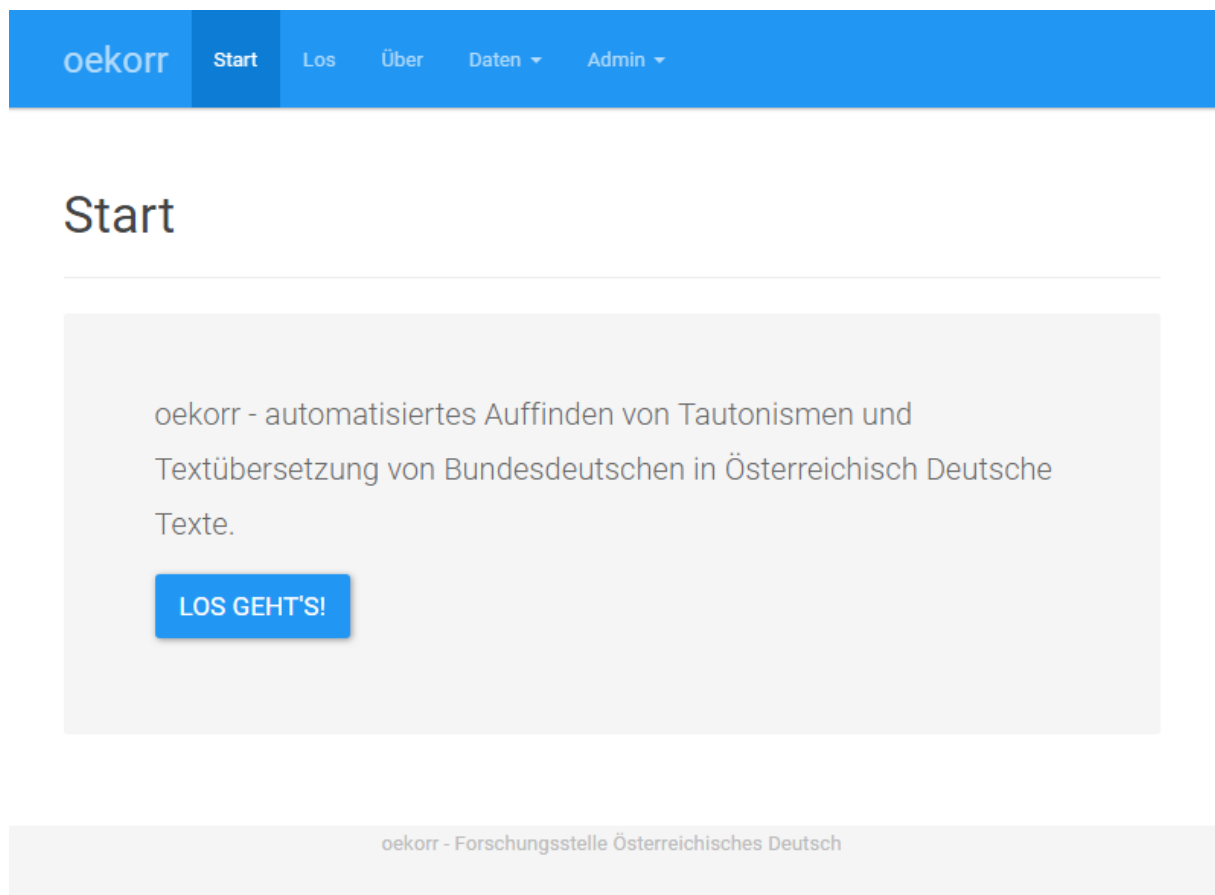 oekorr Start Los Über Daten Admin
Start
oekorr - automatisiertes Auffinden von Tautonismen und
Textübersetzung von Bundesdeutschen in Österreichisch Deutsche
Texte.
LOS GEHT'S!
oekorr - Forschungsstelle Österreichisches Deutsch